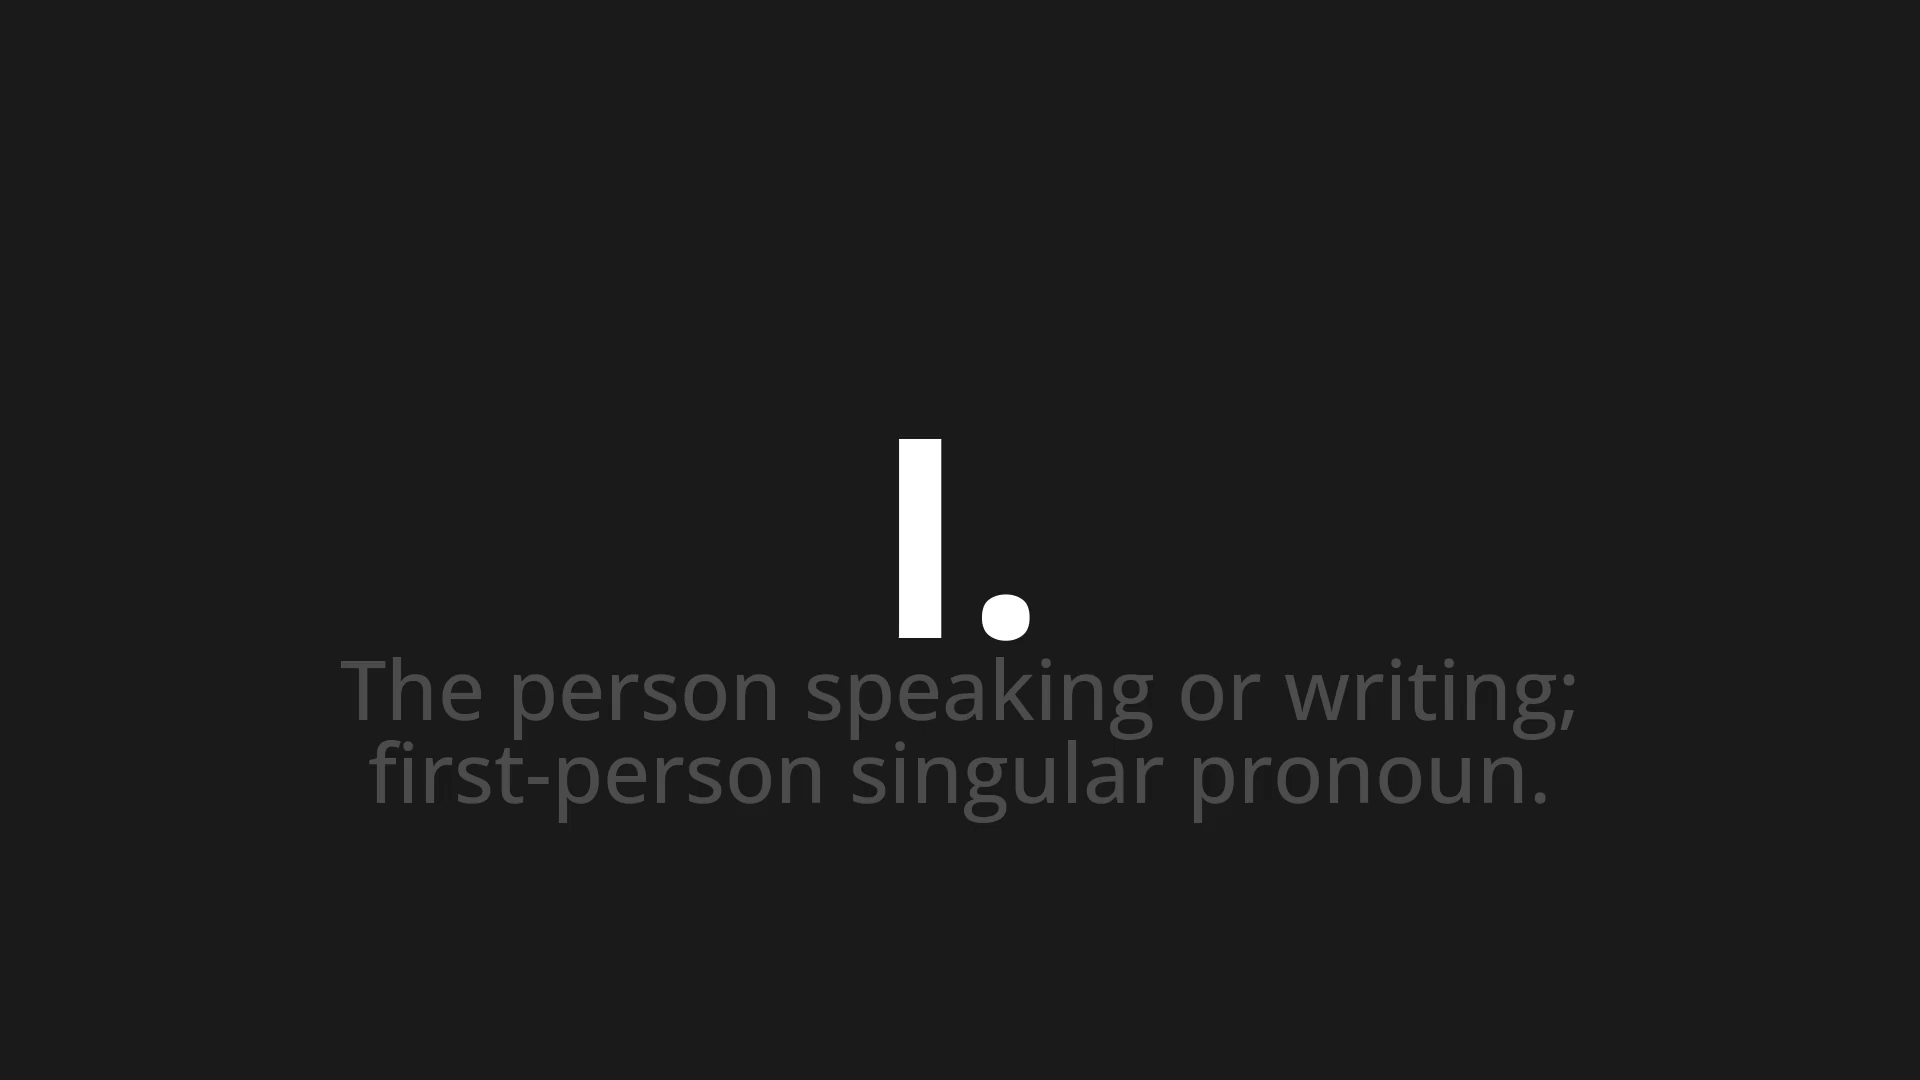 I.
The person speaking or writing;
first-person singular pronoun.